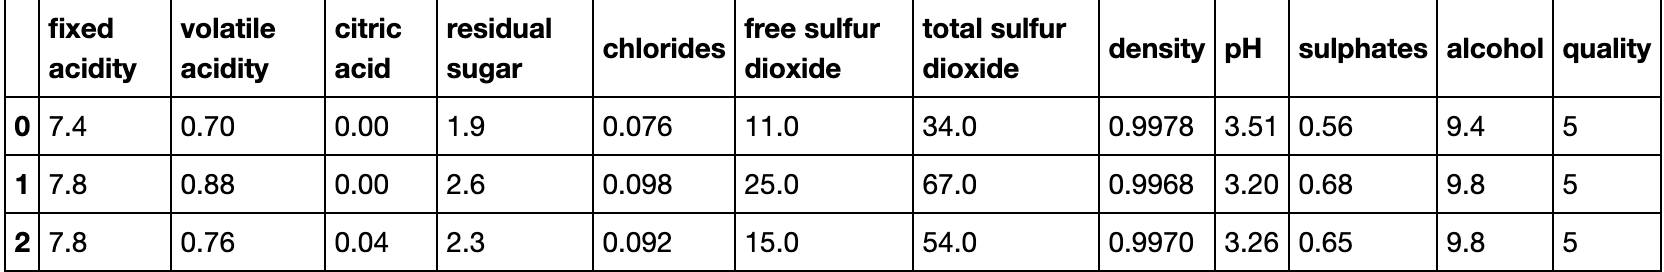 fixed acidity volatile acidity citric acid residual sugar chlorides free sulfur dioxide total sulfur dioxide density pH sulphates alcohol quality
0 7.4 0.70 0.00 1.9 0.076 11.0 34.0 0.9978 3.51 0.56 9.4 5
1 7.8 0.88 0.00 2.6 0.098 25.0 67.0 0.9968 3.20 0.68 9.8 5
2 7.8 0.76 0.04 2.3 0.092 15.0 54.0 0.9970 3.26 0.65 9.8 5